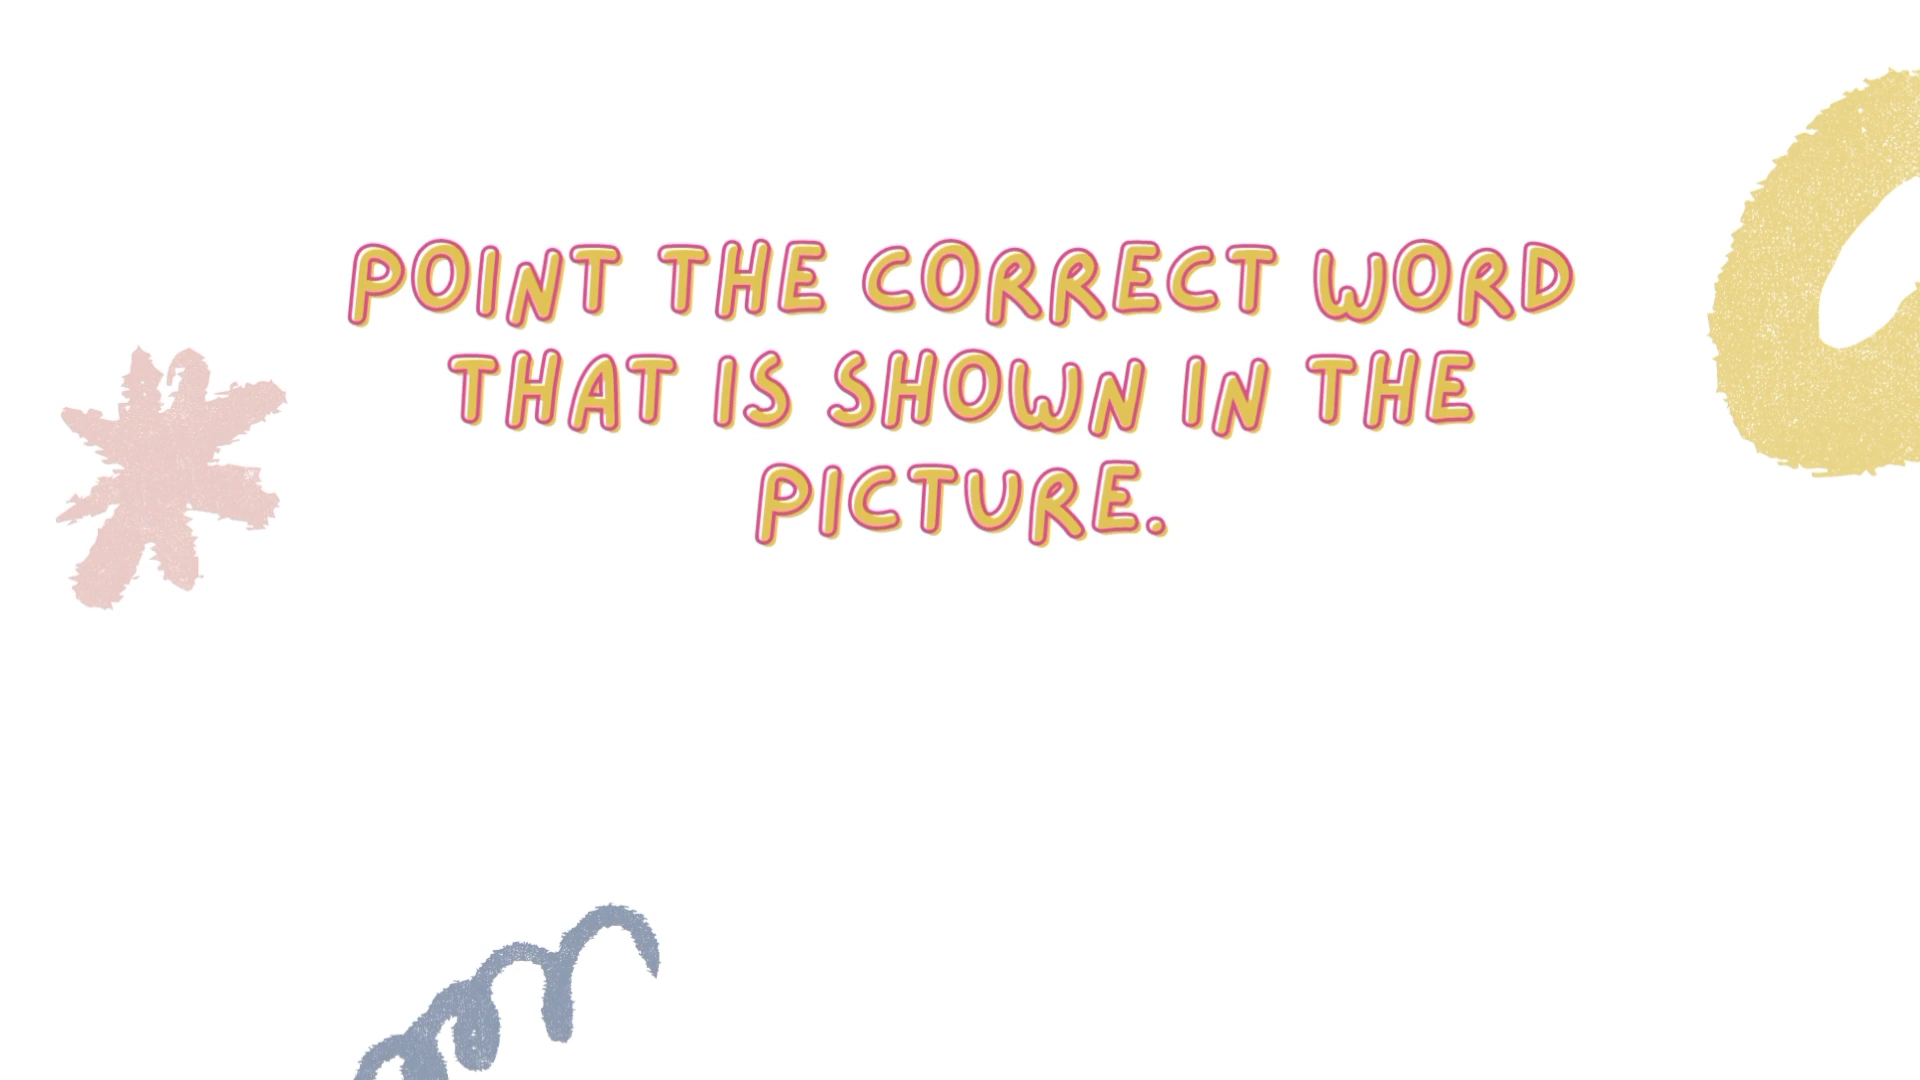 POINT THE CORRECT WORD
THAT IS SHOWN IN THE
PICTURE.